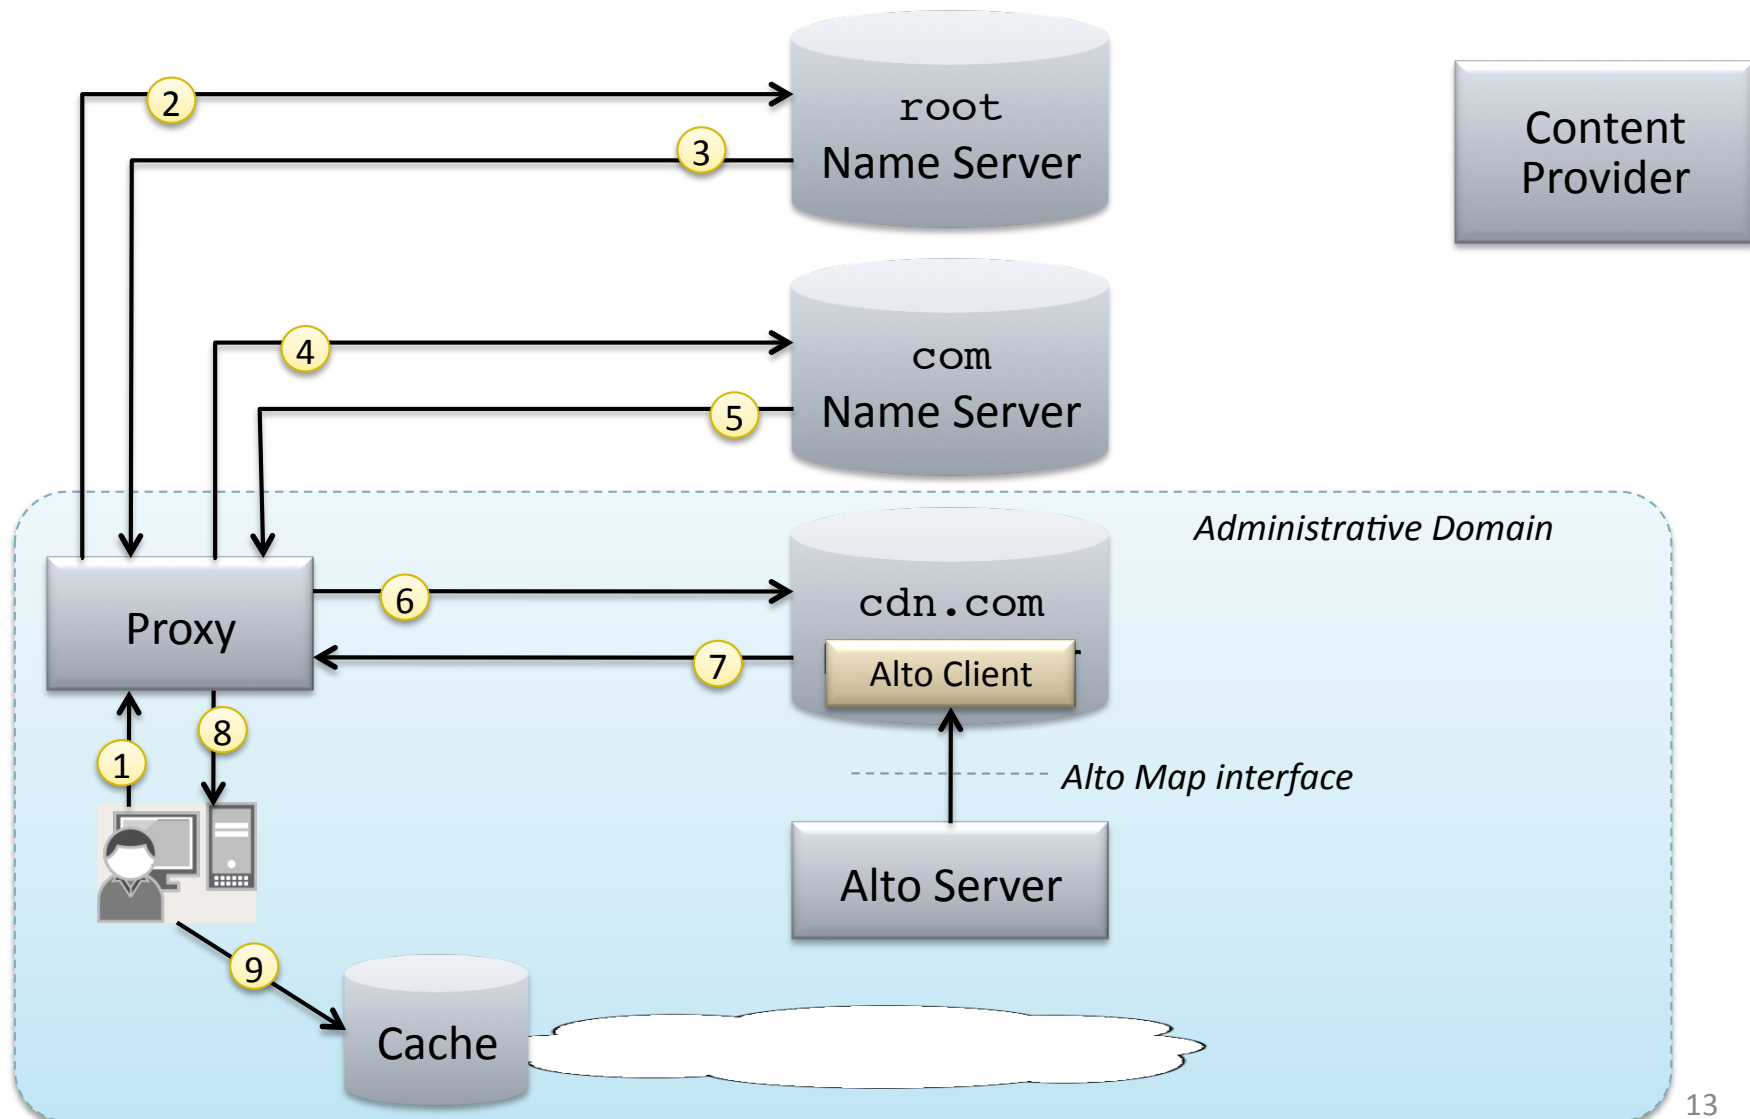 2
root
Name Server
3
Content
Provider
4
com
Name Server
5
Administrative Domain
6
cdn.com
Proxy
7
Alto Client
8
1
Alto Map interface
Alto Server
9
Cache
13